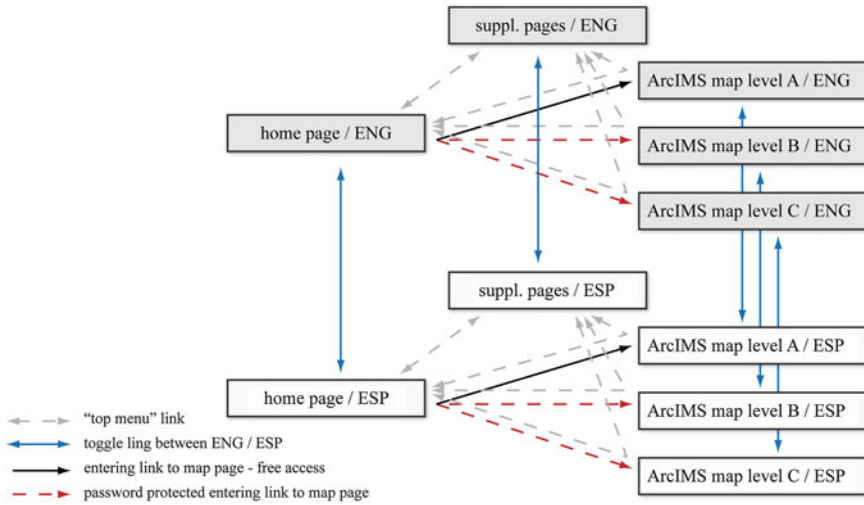 suppl. pages / ENG
ArcIMS map level A / ENG
home page / ENG
ArcIMS map level B / ENG
ArcIMS map level C / ENG
suppl. pages / ESP
ArcIMS map level A / ESP
home page / ESP
ArcIMS map level B / ESP
ArcIMS map level C / ESP
“top menu” link
toggle ling between ENG / ESP
entering link to map page - free access
password protected entering link to map page